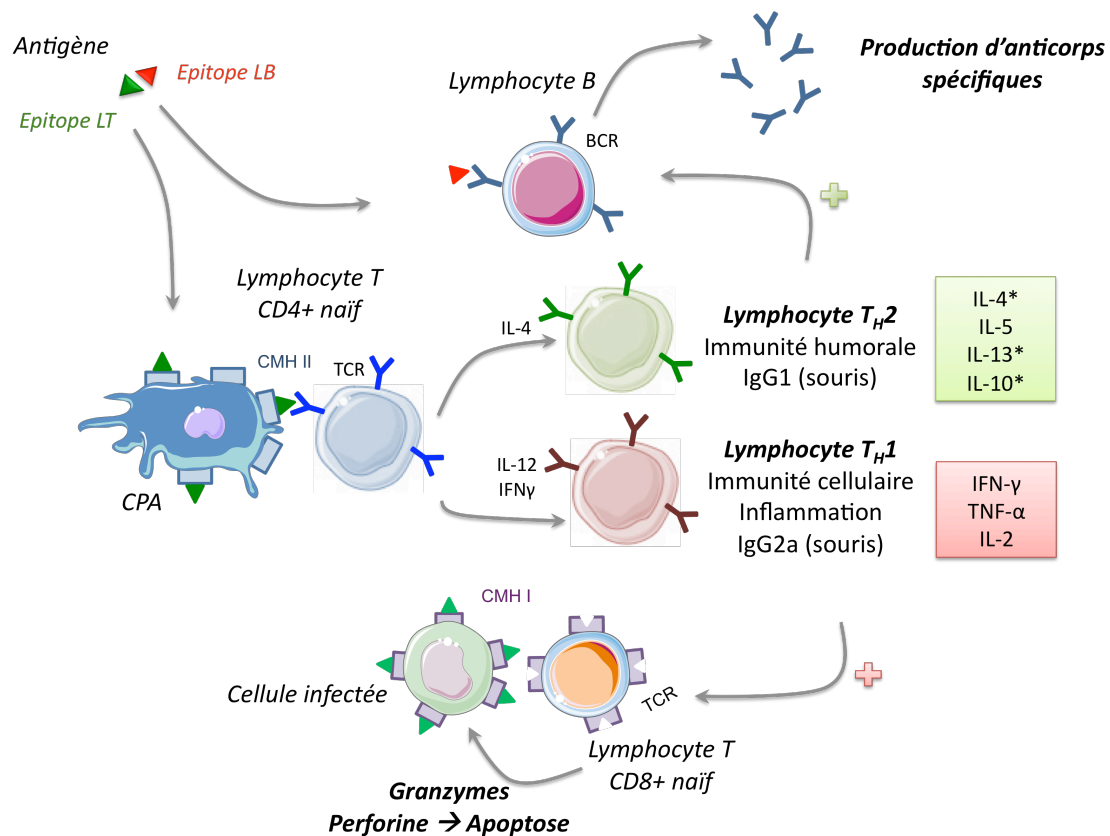 Antigène
Epitope LB
Epitope LT
Lymphocyte B
BCR
Production d’anticorps
spécifiques
Lymphocyte T
CD4+ naïf
CMH II
TCR
CPA
IL-4
IL-12
IFNγ
Lymphocyte TH2
Immunité humorale
IgG1 (souris)
IL-4*
IL-5
IL-13*
IL-10*
Lymphocyte TH1
Immunité cellulaire
Inflammation
IgG2a (souris)
IFN-γ
TNF-α
IL-2
CMH I
Cellule infectée
TCR
Lymphocyte T
CD8+ naïf
Granzymes
Perforine → Apoptose